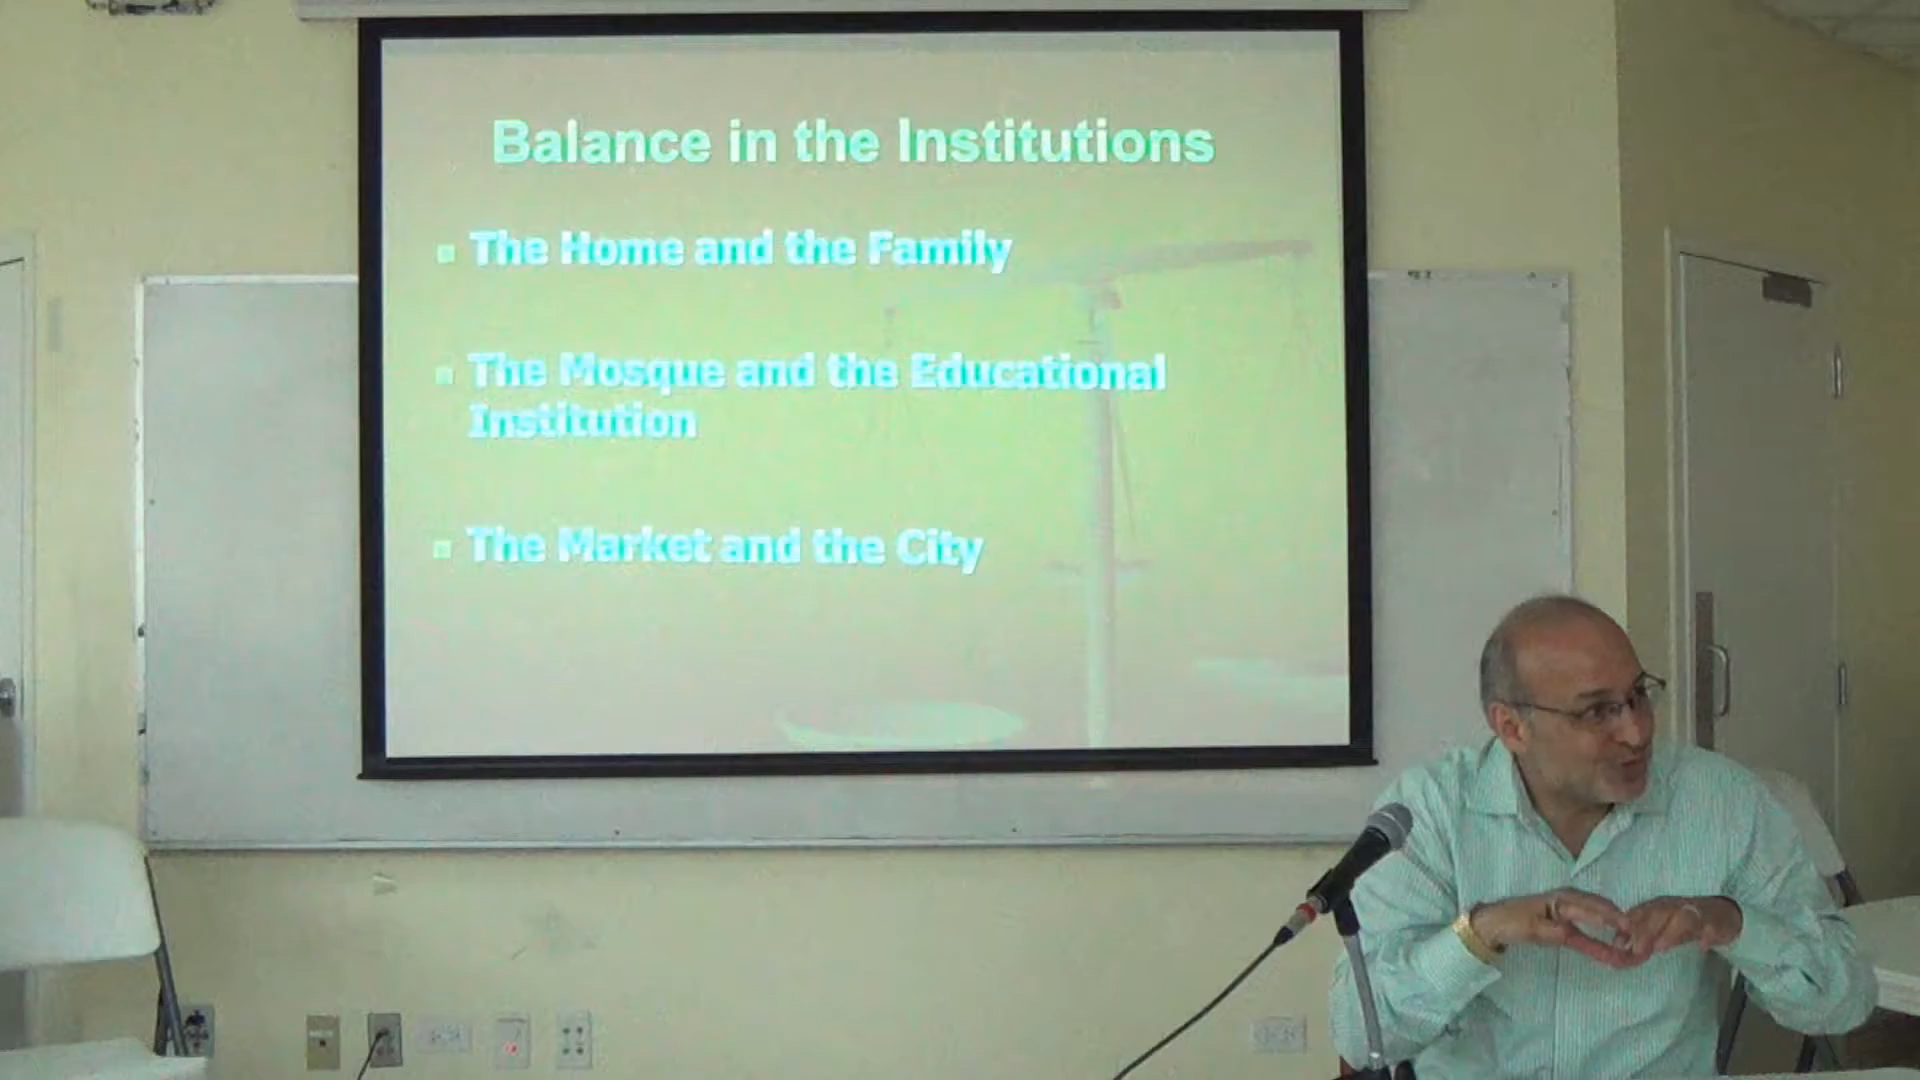 Balance in the Institutions
The Home and the Family
The Mosque and the Educational
Institution
The Market and the City